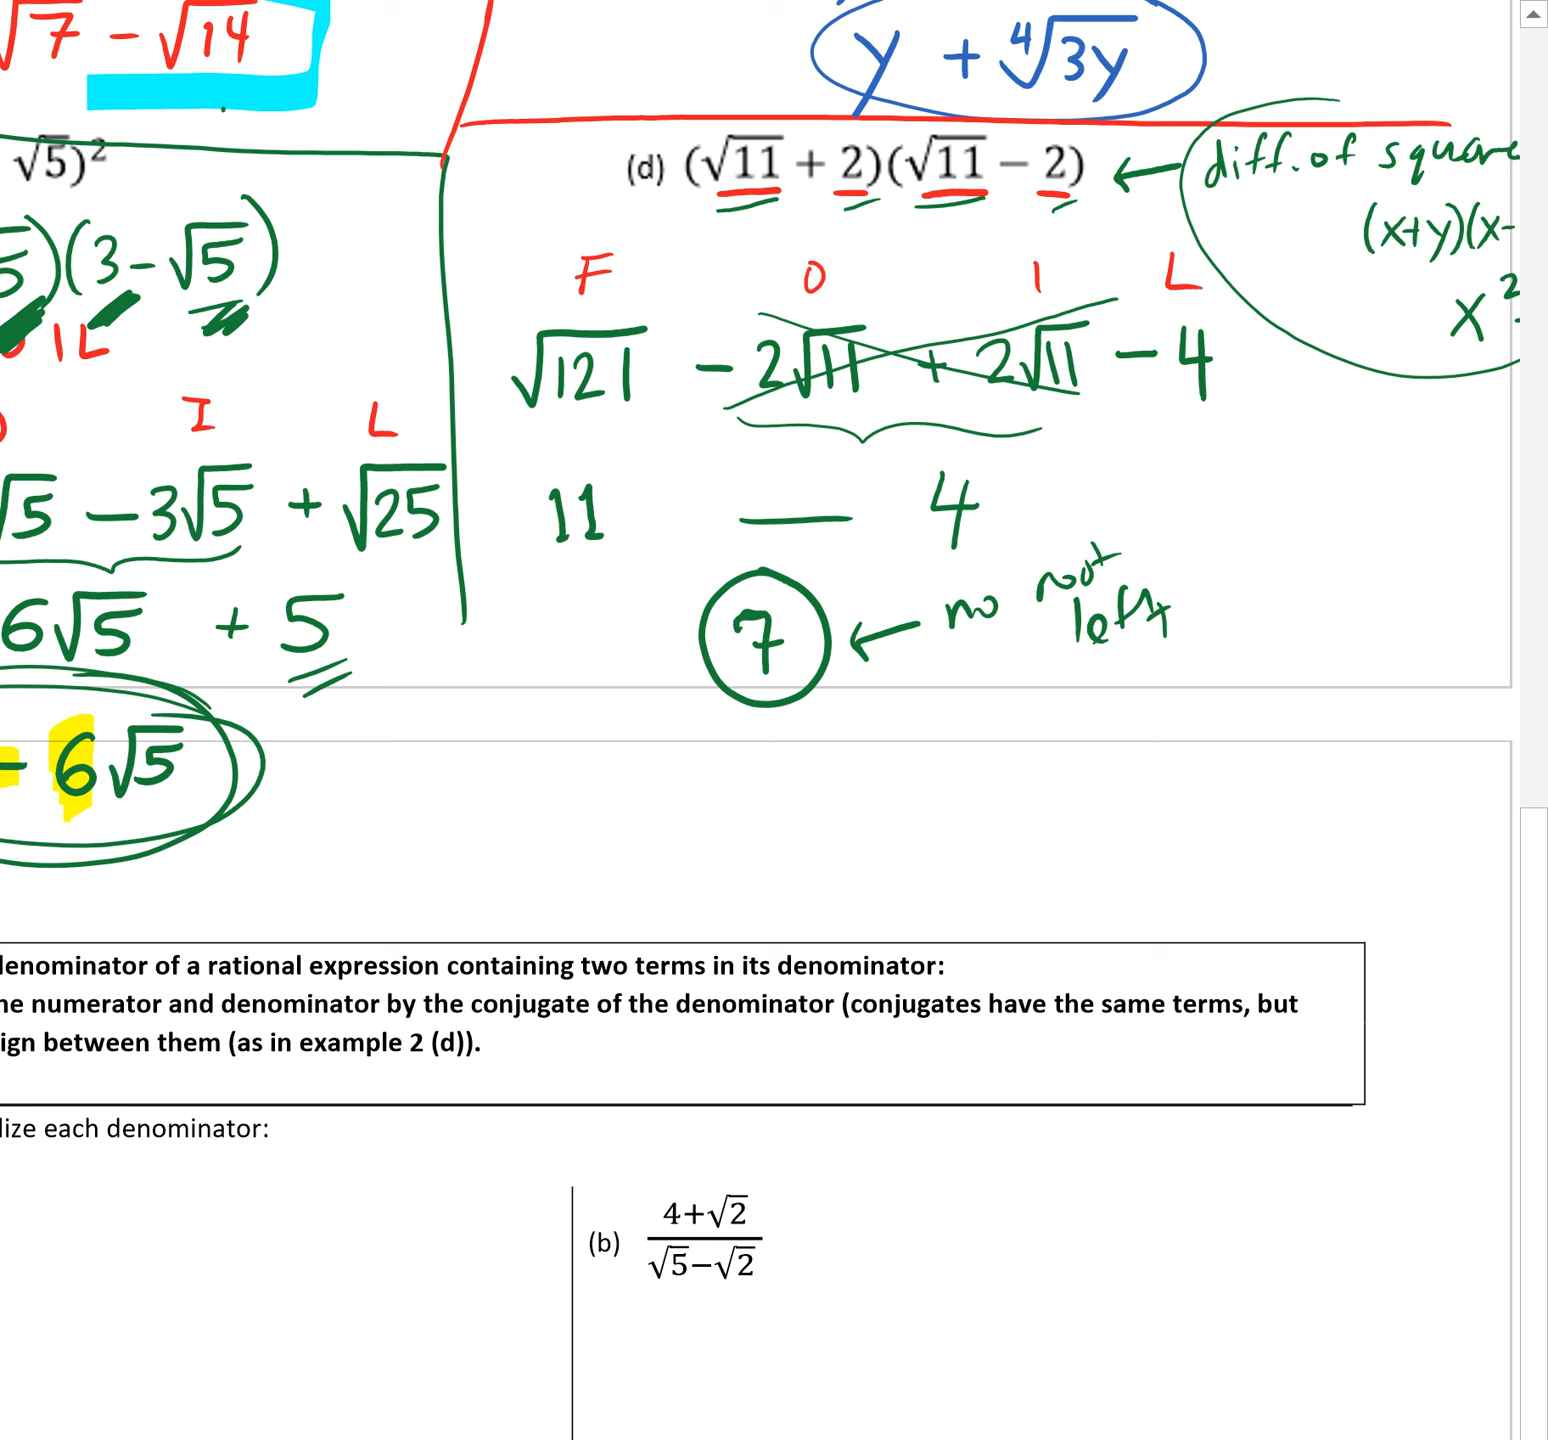 √7 - √14
y + ∜3y
√5)²
5)(3 - √5)
IL
I L
√5 - 3√5 + √25
6√5 + 5
- 6√5
(d) (√11 + 2)(√11 − 2) ← diff. of square
(x+y)(x-
x²
F O I L
√121 - 2√11 + 2√11 - 4
11 — 4
7 ← no root left
denominator of a rational expression containing two terms in its denominator:
he numerator and denominator by the conjugate of the denominator (conjugates have the same terms, but
ign between them (as in example 2 (d)).
lize each denominator:
(b) 4+√2
√5−√2